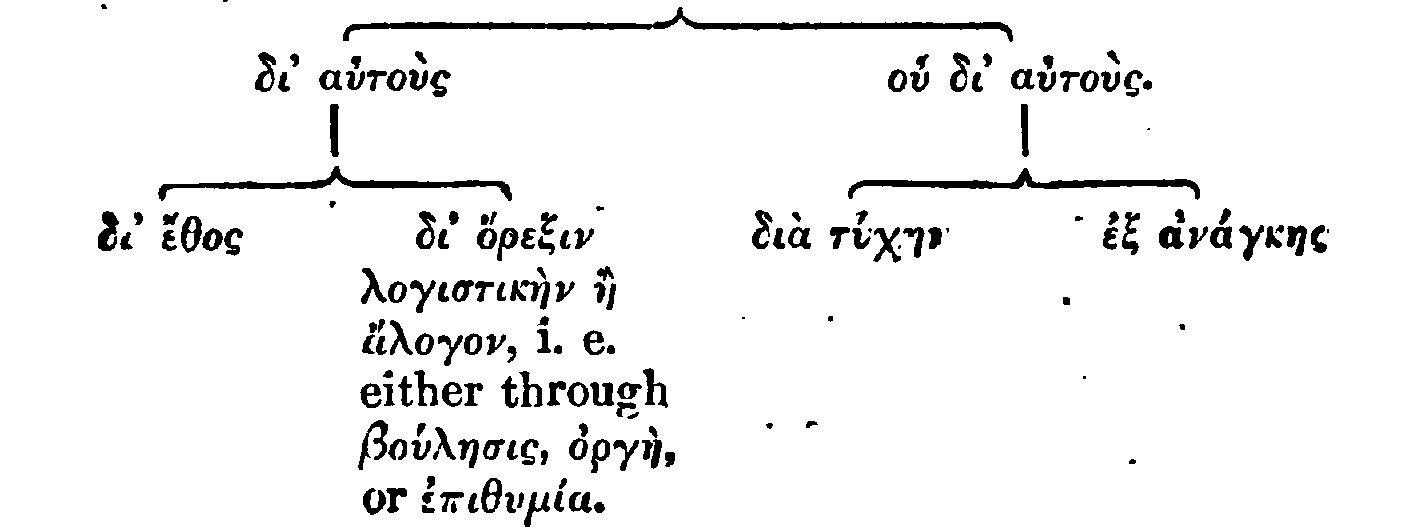 δι’ αὑτοὺς οὐ δι’ αὑτοὺς.
δι’ ἔθος δι’ ὄρεξιν διὰ τύχην ἐξ ἀνάγκης
λογιστικὴν ἢ
ἄλογον, i. e.
either through
βούλησις, ὀργὴ,
or ἐπιθυμία.